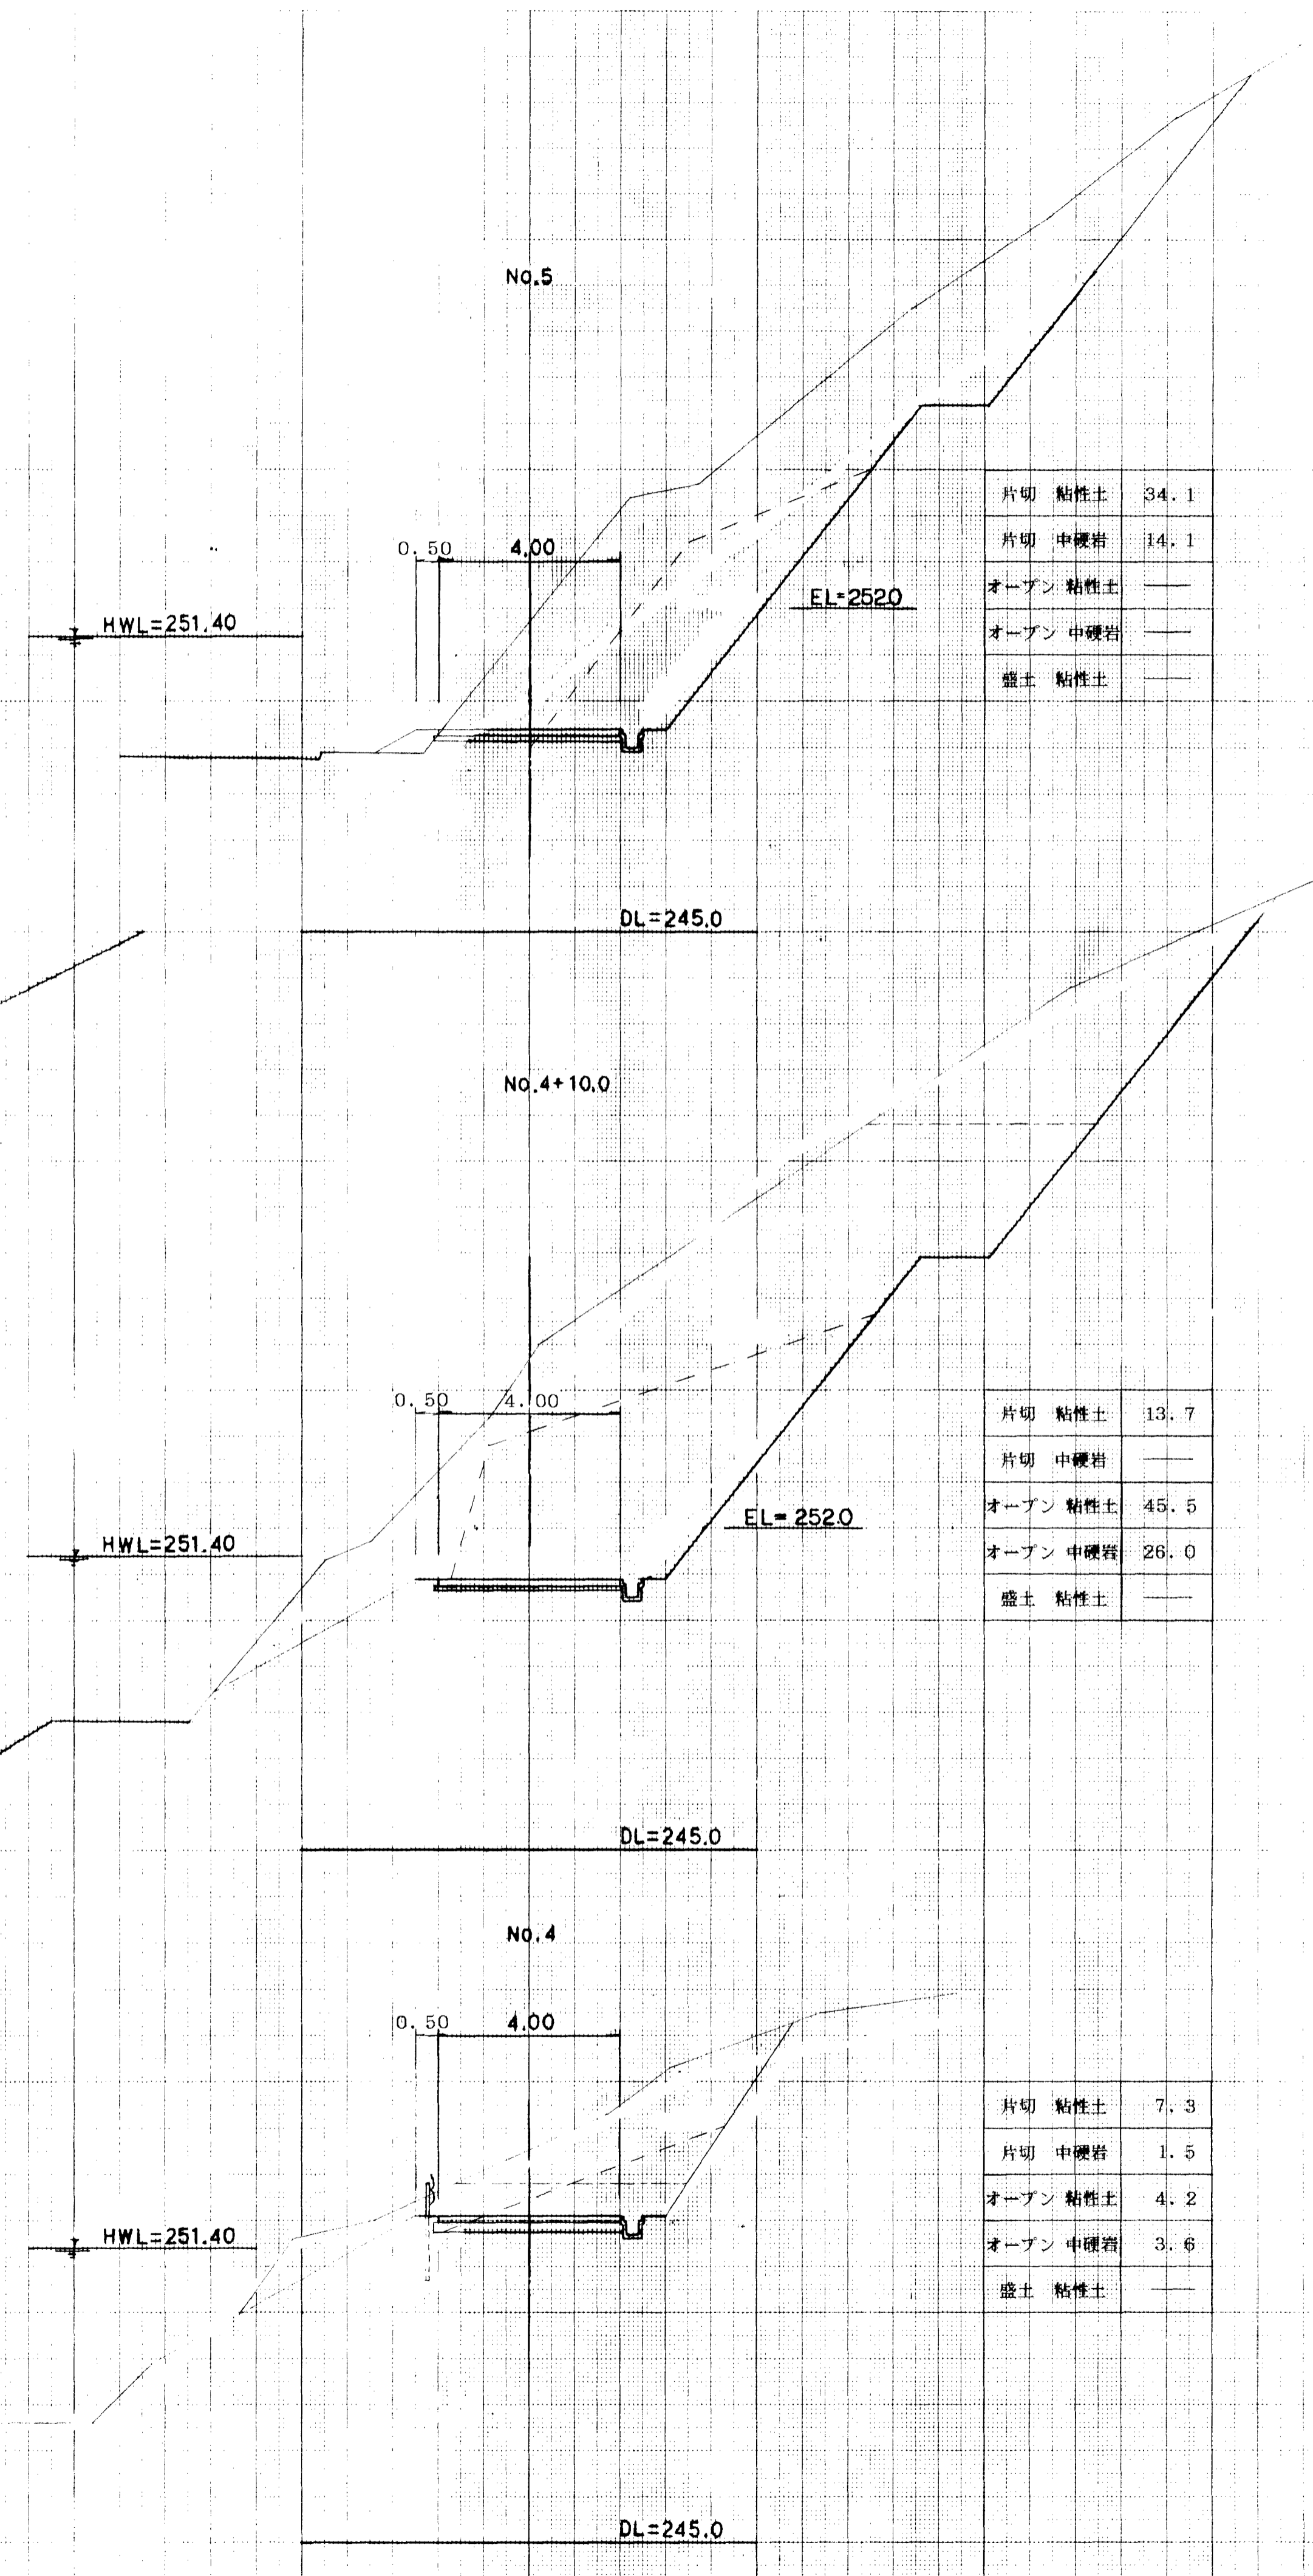 No.5
0.50 4.00
HWL=251.40
EL=252.0
片切 粘性土 34.1
片切 中硬岩 14.1
オープン 粘性土 ——
オープン 中硬岩 ——
盛土 粘性土 ——
DL=245.0
No.4+10.0
0.50 4.00
HWL=251.40
EL=252.0
片切 粘性土 13.7
片切 中硬岩 ——
オープン 粘性土 45.5
オープン 中硬岩 26.0
盛土 粘性土 ——
DL=245.0
No.4
0.50 4.00
HWL=251.40
片切 粘性土 7.3
片切 中硬岩 1.5
オープン 粘性土 4.2
オープン 中硬岩 3.6
盛土 粘性土 ——
DL=245.0